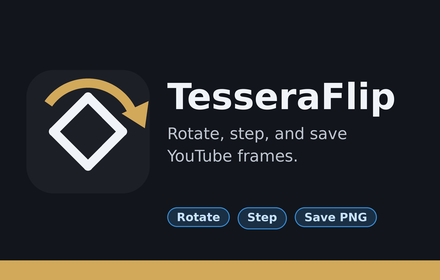 TesseraFlip
Rotate, step, and save
YouTube frames.
Rotate
Step
Save PNG